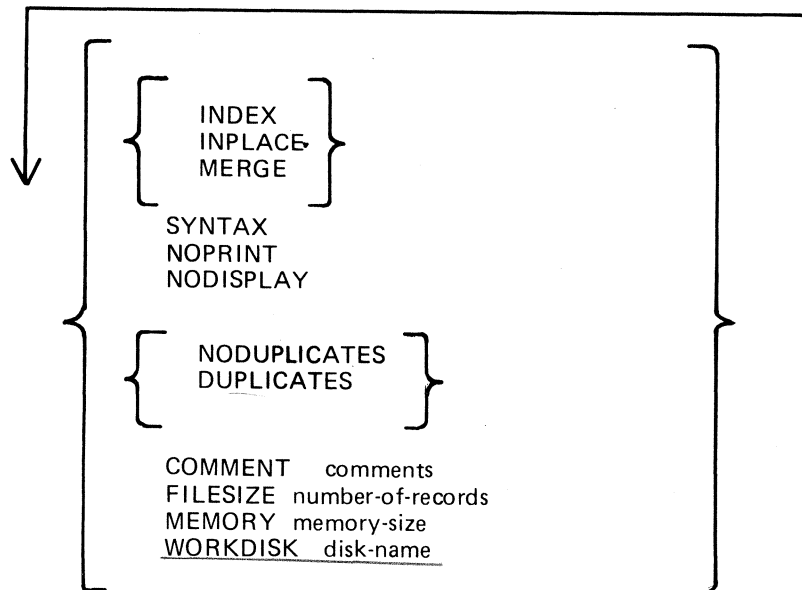 INDEX
INPLACE
MERGE
SYNTAX
NOPRINT
NODISPLAY
NODUPLICATES
DUPLICATES
COMMENT comments
FILESIZE number-of-records
MEMORY memory-size
WORKDISK disk-name